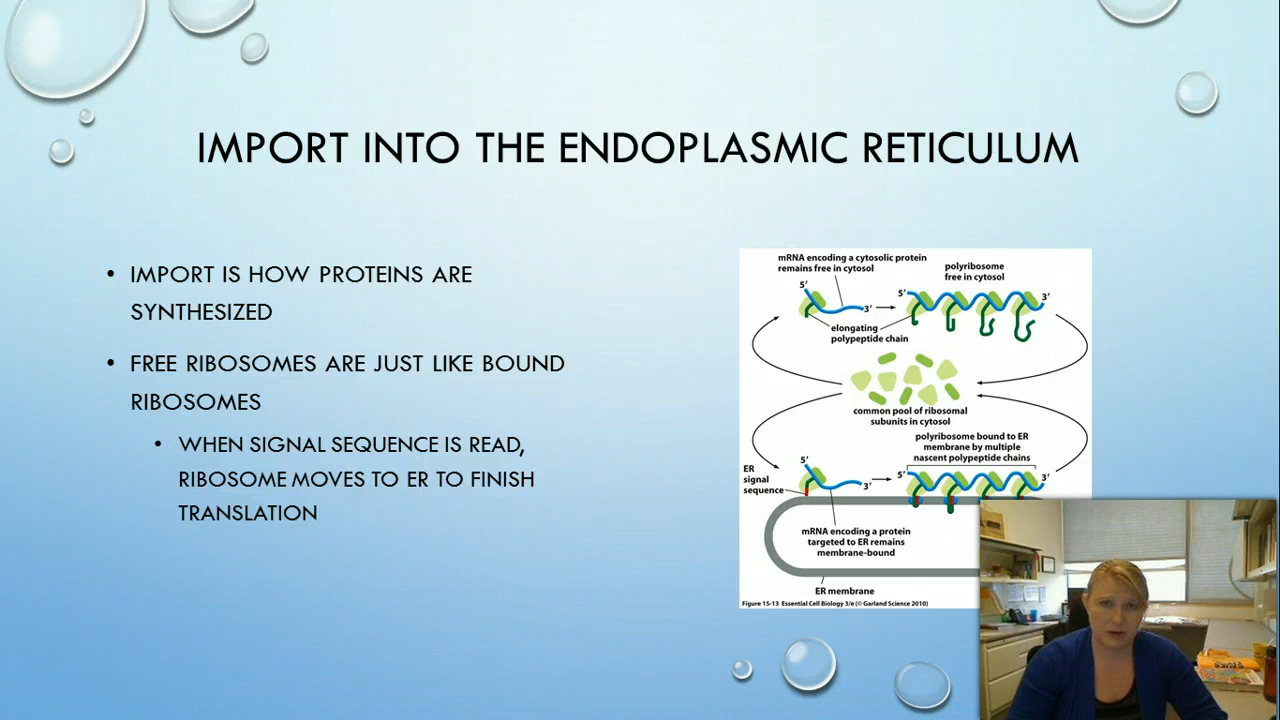 IMPORT INTO THE ENDOPLASMIC RETICULUM
• IMPORT IS HOW PROTEINS ARE
SYNTHESIZED
• FREE RIBOSOMES ARE JUST LIKE BOUND
RIBOSOMES
• WHEN SIGNAL SEQUENCE IS READ,
RIBOSOME MOVES TO ER TO FINISH
TRANSLATION
mRNA encoding a cytosolic protein
remains free in cytosol
polyribosome
free in cytosol
5′
3′
5′
3′
elongating
polypeptide chain
common pool of ribosomal
subunits in cytosol
polyribosome bound to ER
membrane by multiple
nascent polypeptide chains
ER
signal
sequence
5′
3′
5′
3′
mRNA encoding a protein
targeted to ER remains
membrane-bound
ER membrane
Figure 15-13 Essential Cell Biology 3/e (© Garland Science 2010)